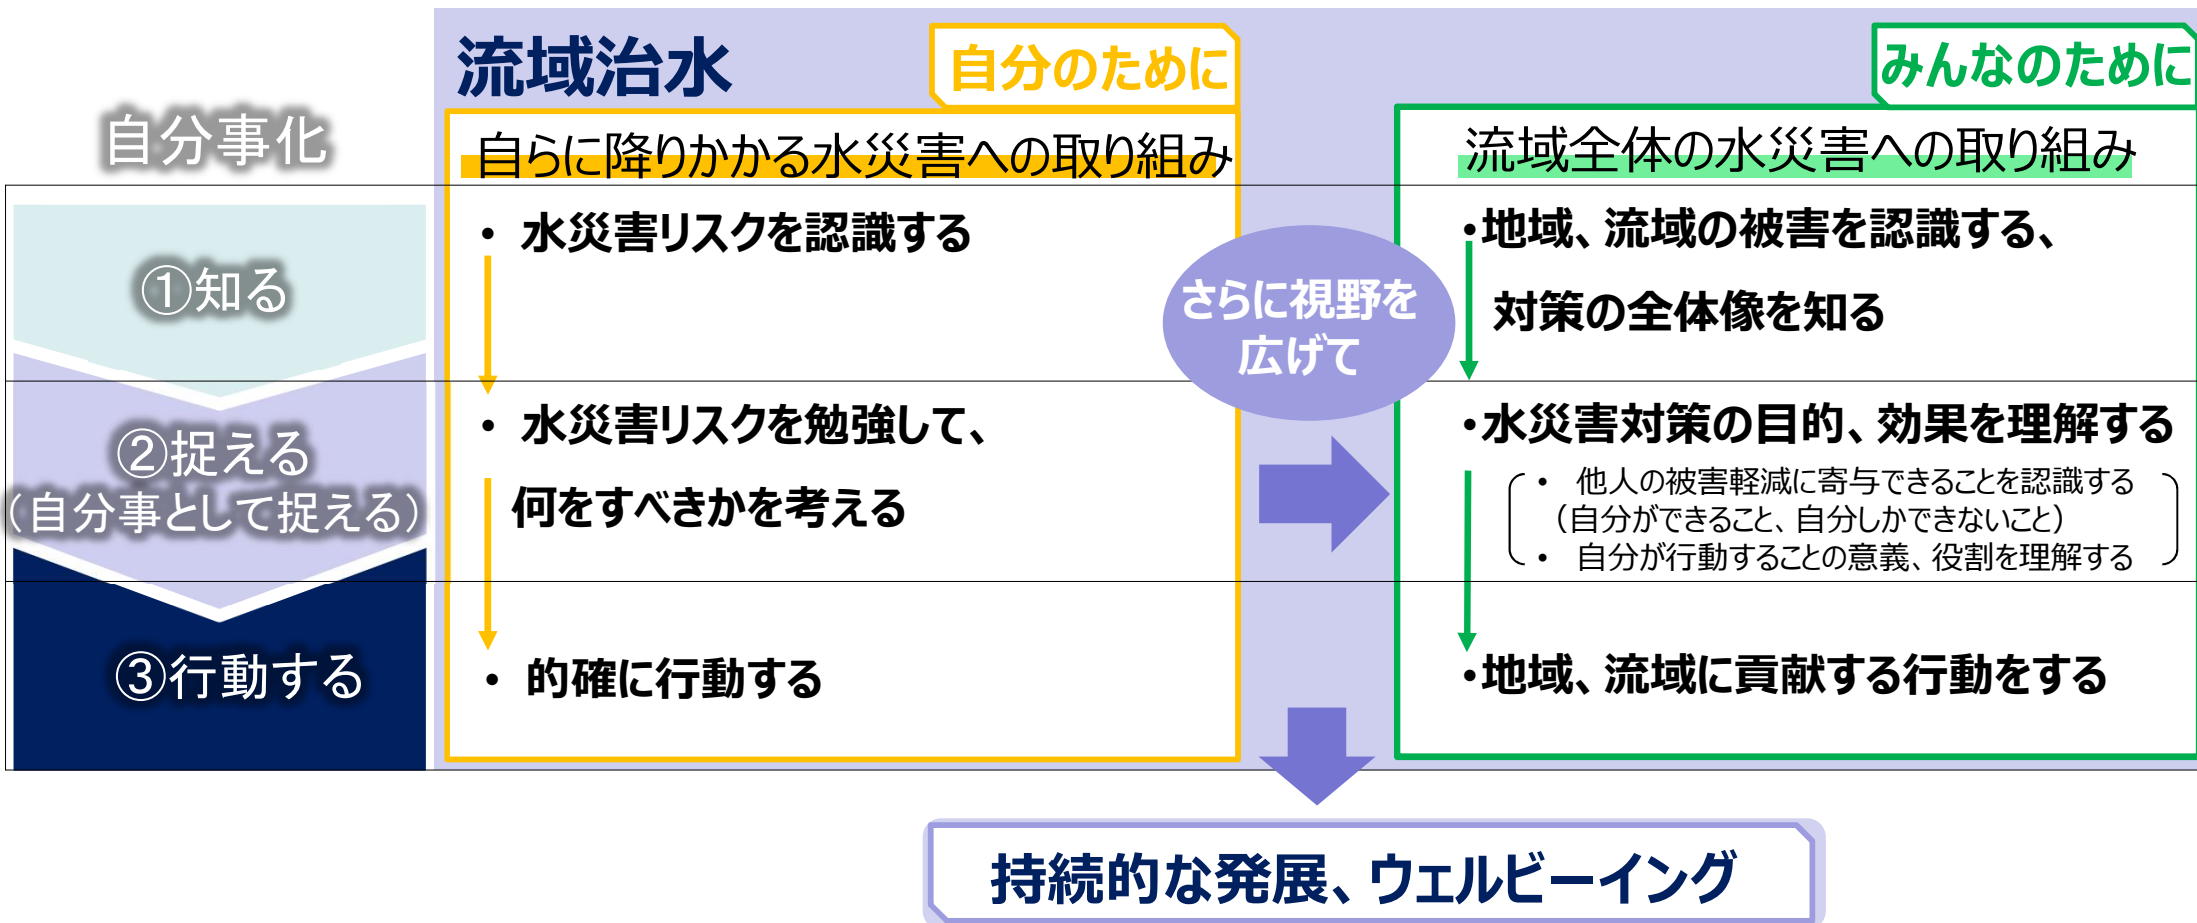 流域治水
自分のために
みんなのために
自分事化
自らに降りかかる水災害への取り組み
流域全体の水災害への取り組み
①知る
・ 水災害リスクを認識する
さらに視野を
広げて
・地域、流域の被害を認識する、
対策の全体像を知る
②捉える
（自分事として捉える）
・ 水災害リスクを勉強して、
何をすべきかを考える
・水災害対策の目的、効果を理解する
・ 他人の被害軽減に寄与できることを認識する
（自分ができること、自分しかできないこと）
・ 自分が行動することの意義、役割を理解する
③行動する
・ 的確に行動する
・地域、流域に貢献する行動をする
持続的な発展、ウェルビーイング